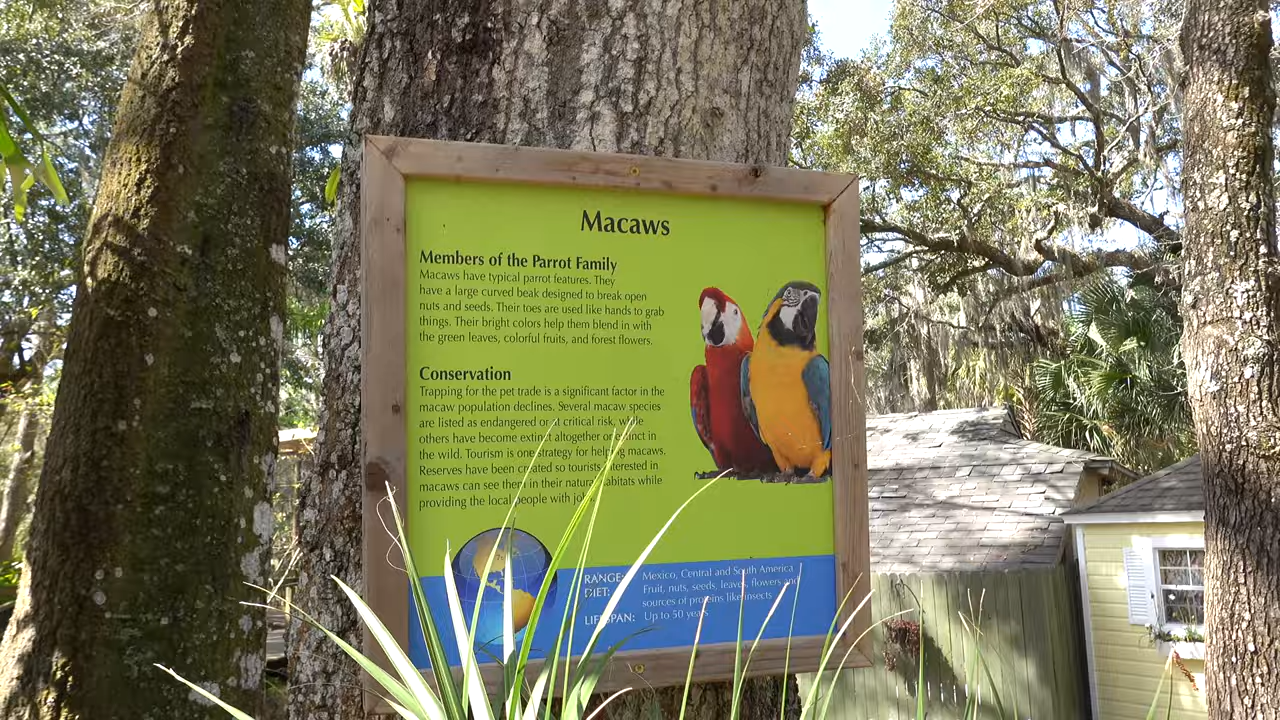 Macaws
Members of the Parrot Family
Macaws have typical parrot features. They
have a large curved beak designed to break open
nuts and seeds. Their toes are used like hands to grab
things. Their bright colors help them blend in with
the green leaves, colorful fruits, and forest flowers.
Conservation
Trapping for the pet trade is a significant factor in the
macaw population declines. Several macaw species
are listed as endangered or at critical risk, while
others have become extinct altogether or extinct in
the wild. Tourism is one strategy for helping macaws.
Reserves have been created so tourists interested in
macaws can see them in their natural habitats while
providing the local people with
RANGE: Mexico, Central and South America
DIET: Fruit, nuts, seeds, leaves, flowers and
sources of proteins like insects
LIFESPAN: Up to 50 years